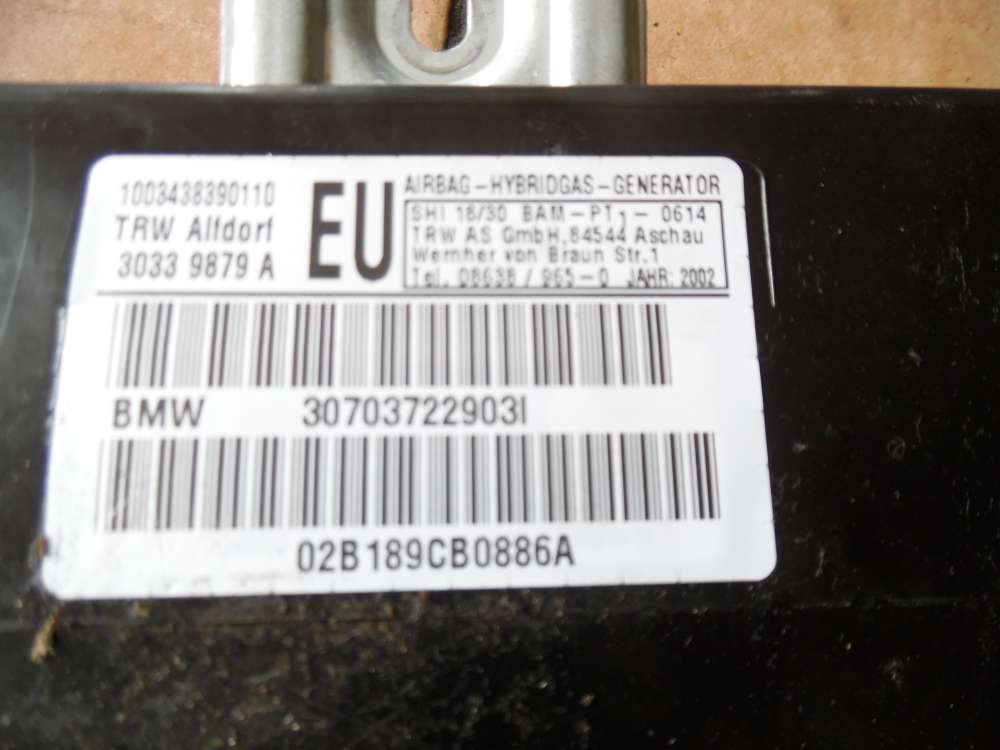 1003438390110
TRW Alfdorf
3033 9879 A
EU
AIRBAG-HYBRIDGAS-GENERATOR
SHI 18/30 BAM-PT1-0614
TRW AS GmbH,84544 Aschau
Wernher von Braun Str.1
Tel. 08638 / 965-0 JAHR: 2002
BMW 30703722903I
02B189CB0886A